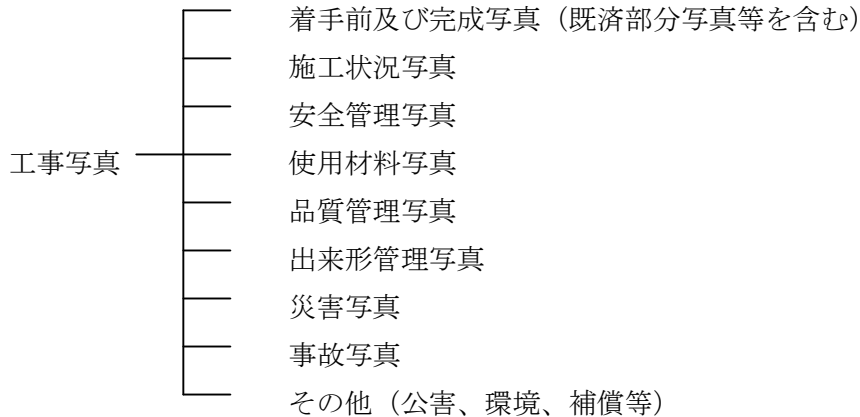 着手前及び完成写真（既済部分写真等を含む）
施工状況写真
安全管理写真
工事写真 使用材料写真
品質管理写真
出来形管理写真
災害写真
事故写真
その他（公害、環境、補償等）